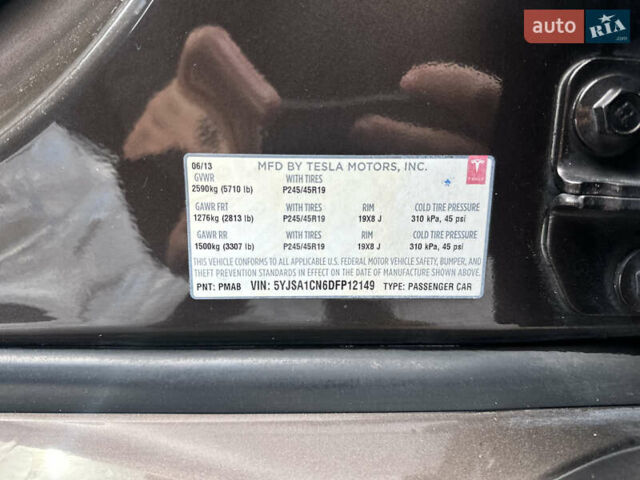 auto RIA.com
06/13 MFD BY TESLA MOTORS, INC.
GVWR WITH TIRES
2590kg (5710 lb) P245/45R19
TESLA
GAWR FRT WITH TIRES RIM COLD TIRE PRESSURE
1276kg (2813 lb) P245/45R19 19X8 J 310 kPa, 45 psi
GAWR RR WITH TIRES RIM COLD TIRE PRESSURE
1500kg (3307 lb) P245/45R19 19X8 J 310 kPa, 45 psi
THIS VEHICLE CONFORMS TO ALL APPLICABLE U.S. FEDERAL MOTOR VEHICLE SAFETY, BUMPER, AND
THEFT PREVENTION STANDARDS IN EFFECT ON THE DATE OF MANUFACTURE SHOWN ABOVE.
PNT: PMAB VIN: 5YJSA1CN6DFP12149 TYPE: PASSENGER CAR